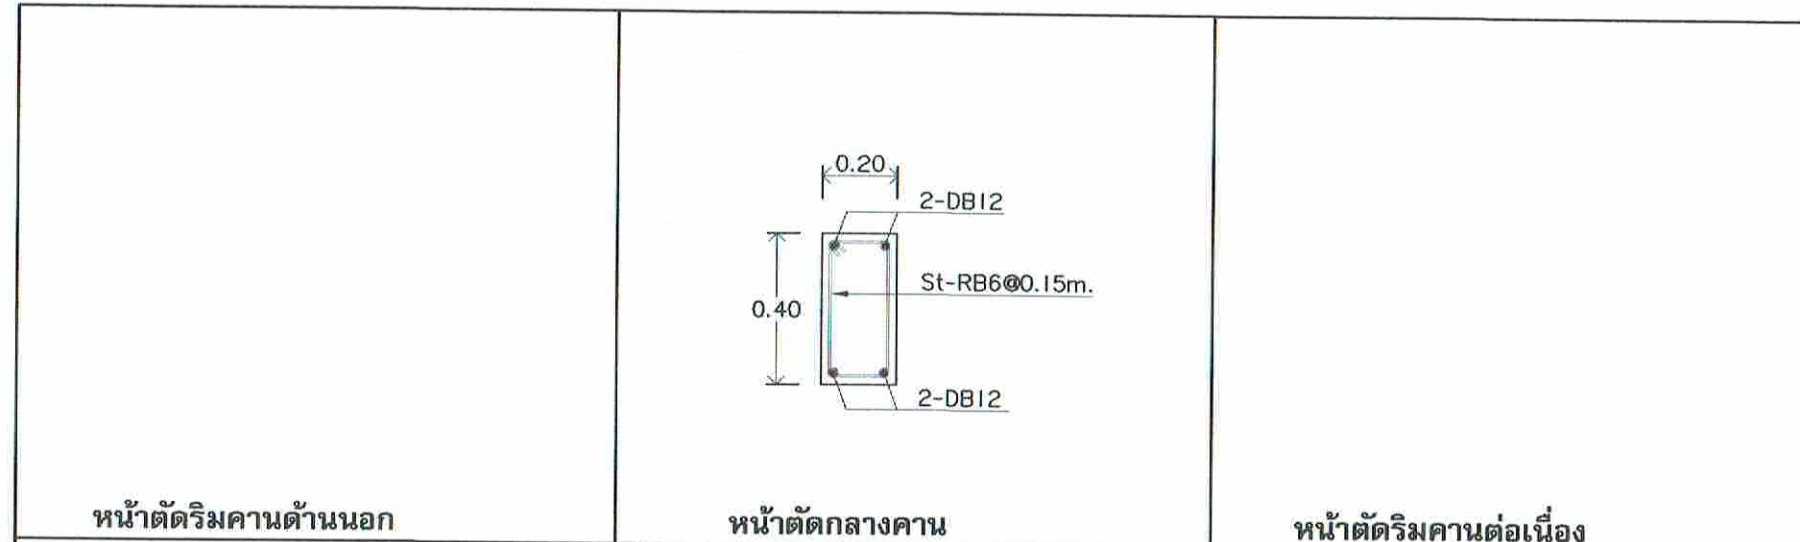 0.20
2-DB12
St-RB6@0.15m.
0.40
2-DB12
หน้าตัดริมคานด้านนอก
หน้าตัดกลางคาน
หน้าตัดริมคานต่อเนื่อง